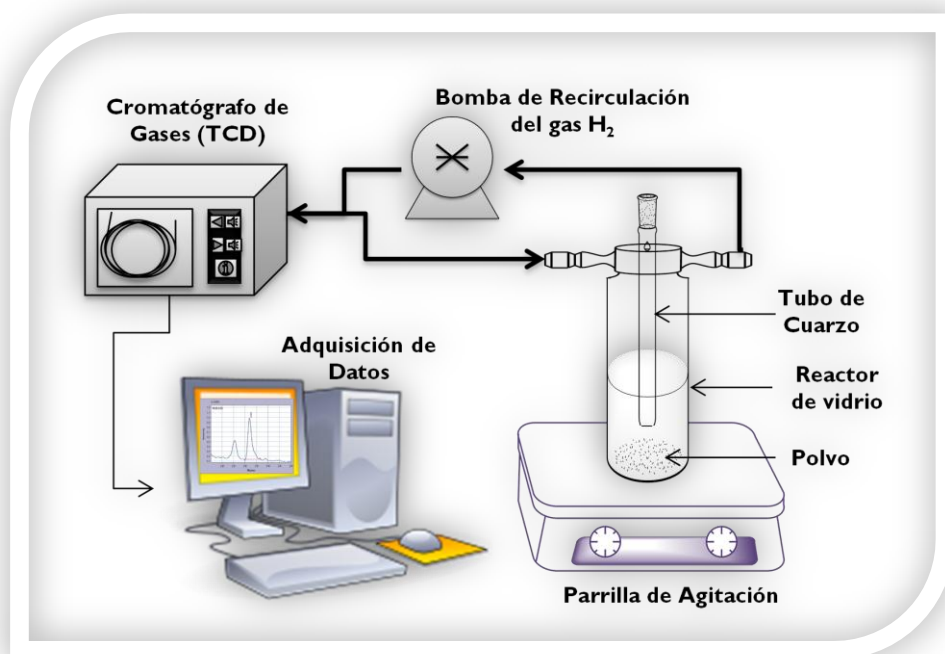 Cromatógrafo de
Gases (TCD)
Bomba de Recirculación
del gas H₂
Tubo de
Cuarzo
Adquisición de
Datos
Reactor
de vidrio
Polvo
Parrilla de Agitación